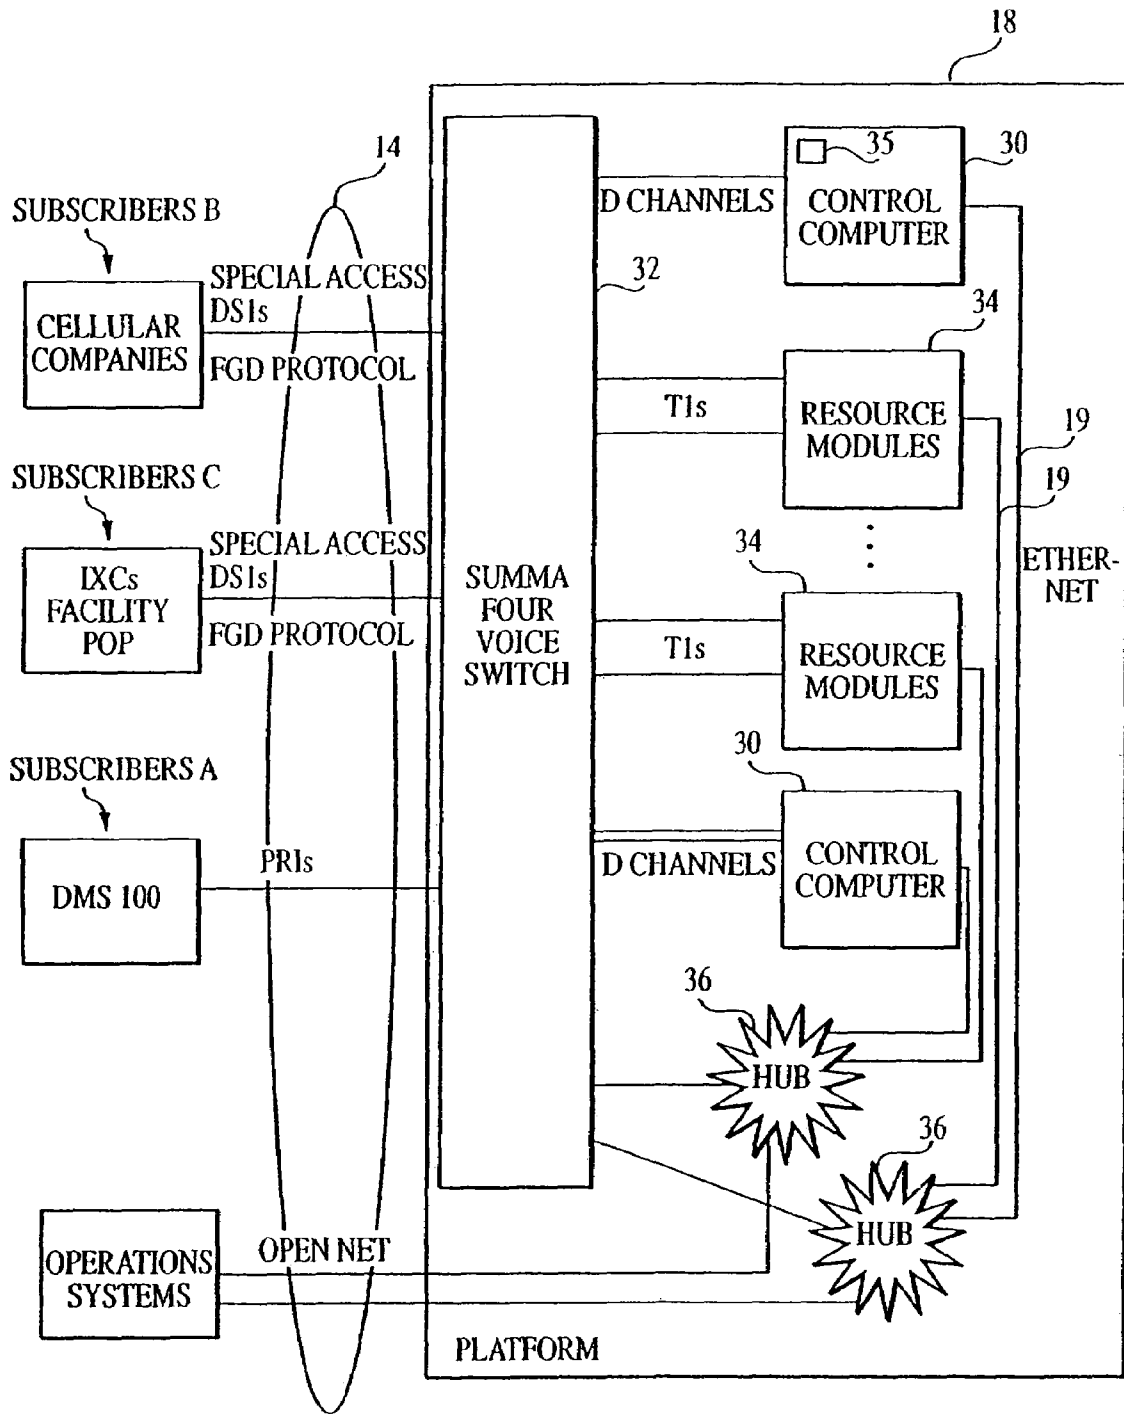 18
14
35
30
SUBSCRIBERS B
D CHANNELS
CONTROL
COMPUTER
32
SPECIAL ACCESS
DS1s
CELLULAR
COMPANIES
FGD PROTOCOL
34
T1s
RESOURCE
MODULES
19
19
SUBSCRIBERS C
SPECIAL ACCESS
DS1s
IXCs
FACILITY
POP
FGD PROTOCOL
SUMMA
FOUR
VOICE
SWITCH
34
ETHER-
NET
T1s
RESOURCE
MODULES
30
SUBSCRIBERS A
PRIs
DMS 100
D CHANNELS
CONTROL
COMPUTER
36
HUB
36
HUB
OPEN NET
OPERATIONS
SYSTEMS
PLATFORM